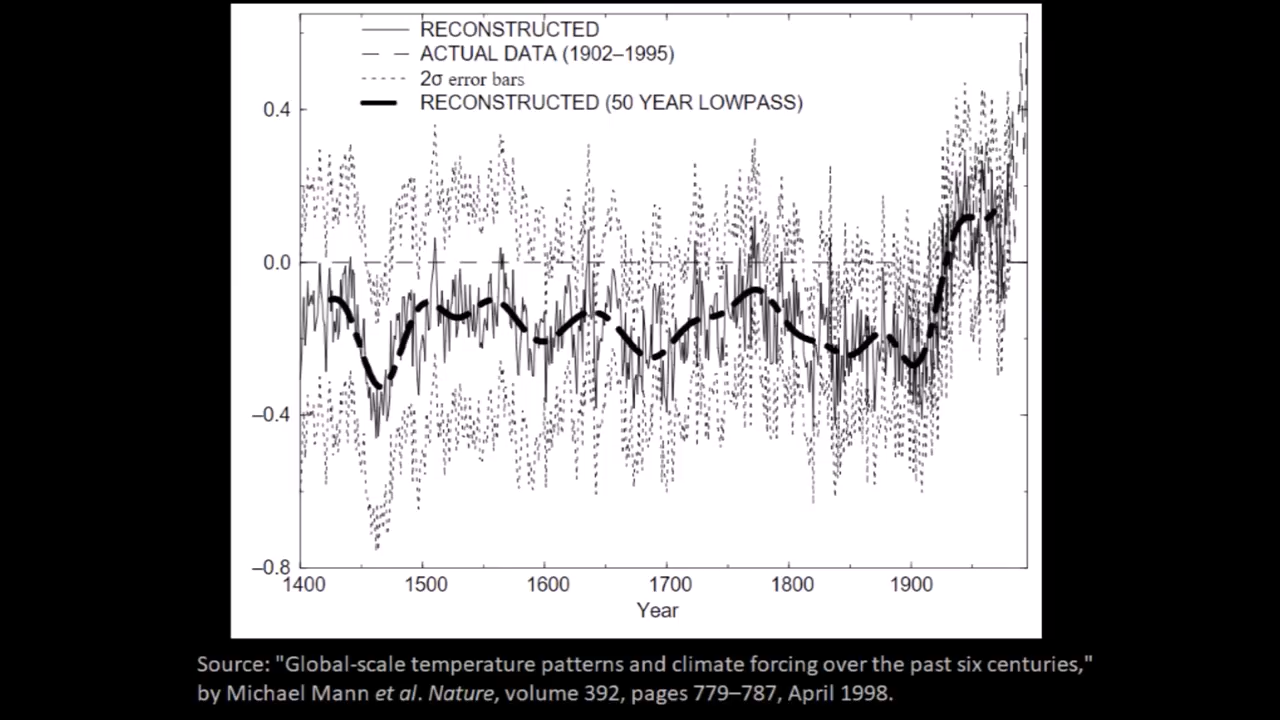 RECONSTRUCTED
ACTUAL DATA (1902–1995)
2σ error bars
RECONSTRUCTED (50 YEAR LOWPASS)
0.4
0.0
–0.4
–0.8
1400 1500 1600 1700 1800 1900
Year
Source: "Global-scale temperature patterns and climate forcing over the past six centuries,"
by Michael Mann et al. Nature, volume 392, pages 779–787, April 1998.